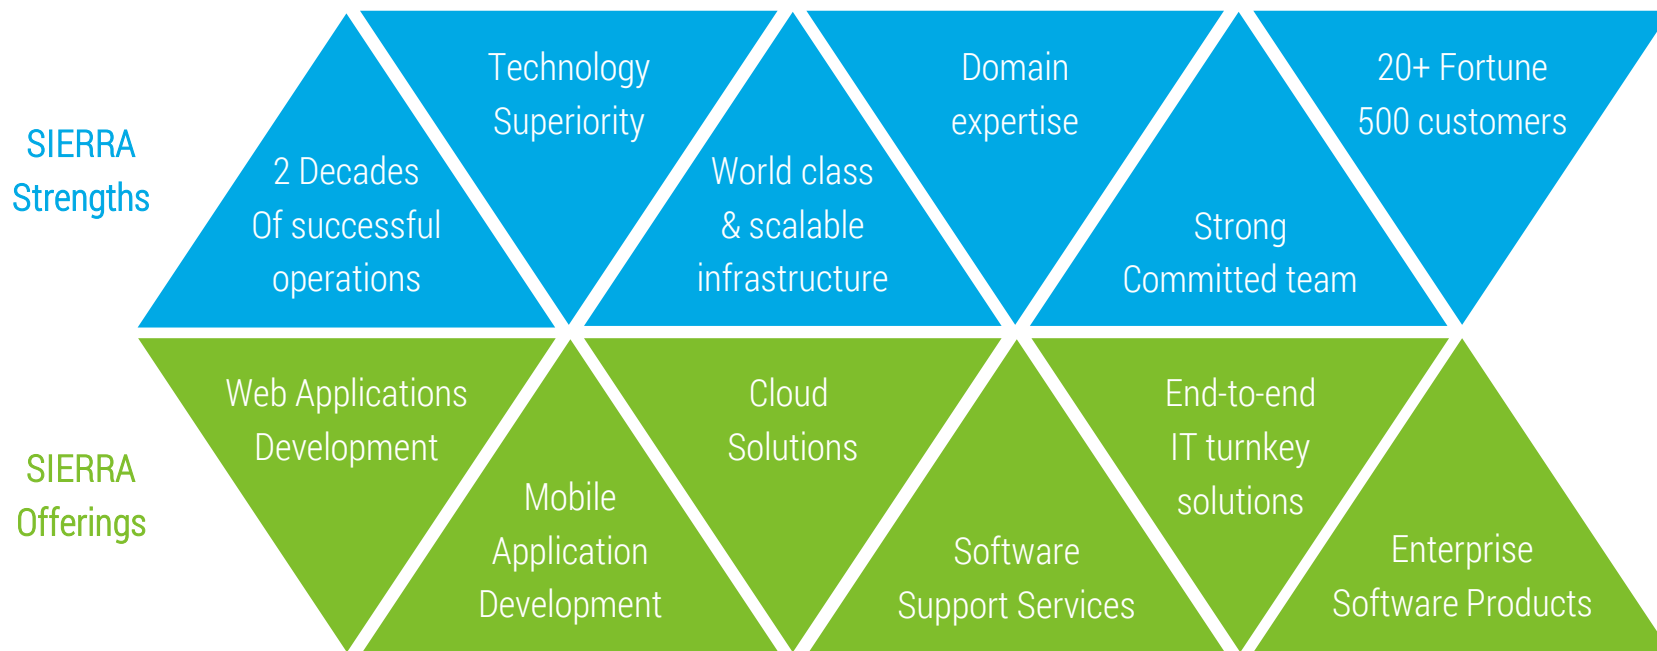 SIERRA
Strengths
2 Decades
Of successful
operations
Technology
Superiority
World class
& scalable
infrastructure
Domain
expertise
Strong
Committed team
20+ Fortune
500 customers
SIERRA
Offerings
Web Applications
Development
Mobile
Application
Development
Cloud
Solutions
Software
Support Services
End-to-end
IT turnkey
solutions
Enterprise
Software Products